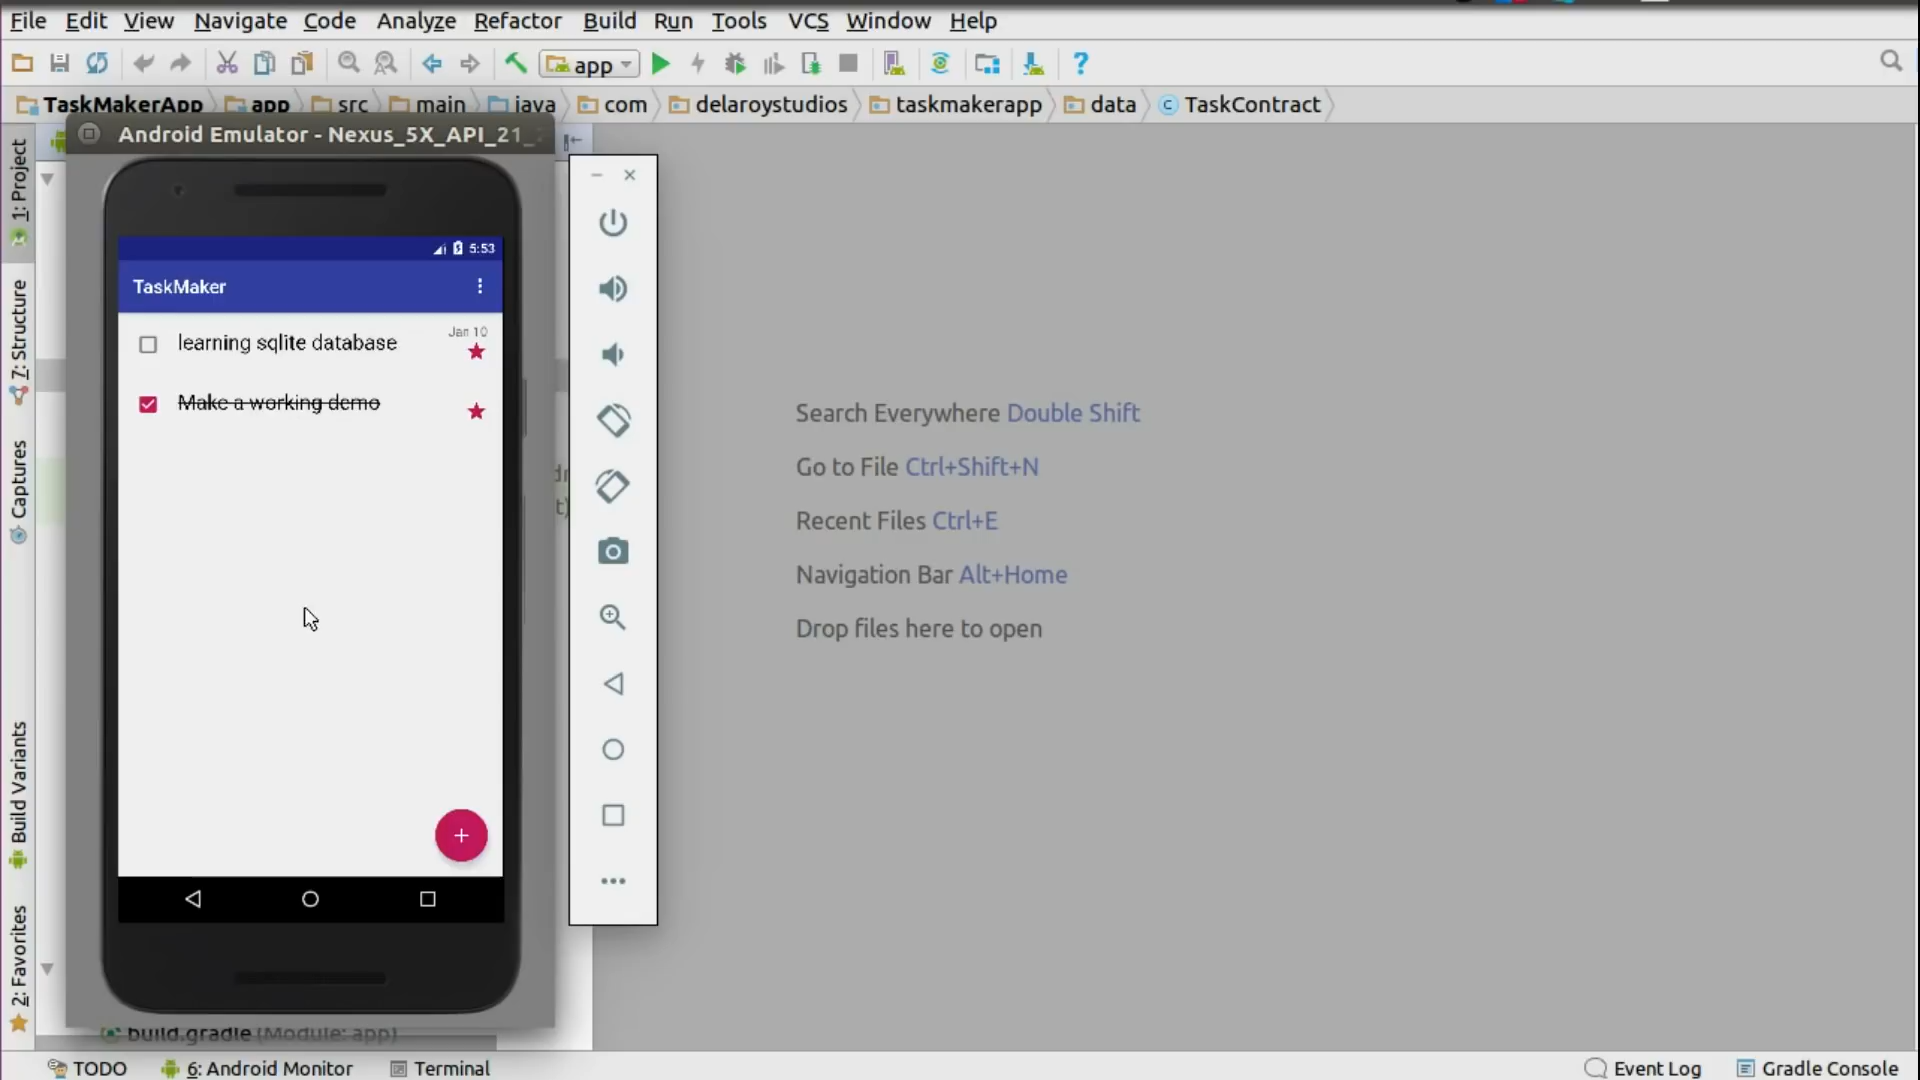 File Edit View Navigate Code Analyze Refactor Build Run Tools VCS Window Help
app
TaskMakerApp app src main java com delaroystudios taskmakerapp data TaskContract
Android Emulator - Nexus_5X_API_21_
1: Project
7: Structure
Captures
Build Variants
2: Favorites
5:53
TaskMaker
learning sqlite database
Jan 10
Make a working demo
Search Everywhere Double Shift
Go to File Ctrl+Shift+N
Recent Files Ctrl+E
Navigation Bar Alt+Home
Drop files here to open
build.gradle (Module: app)
TODO 6: Android Monitor Terminal Event Log Gradle Console